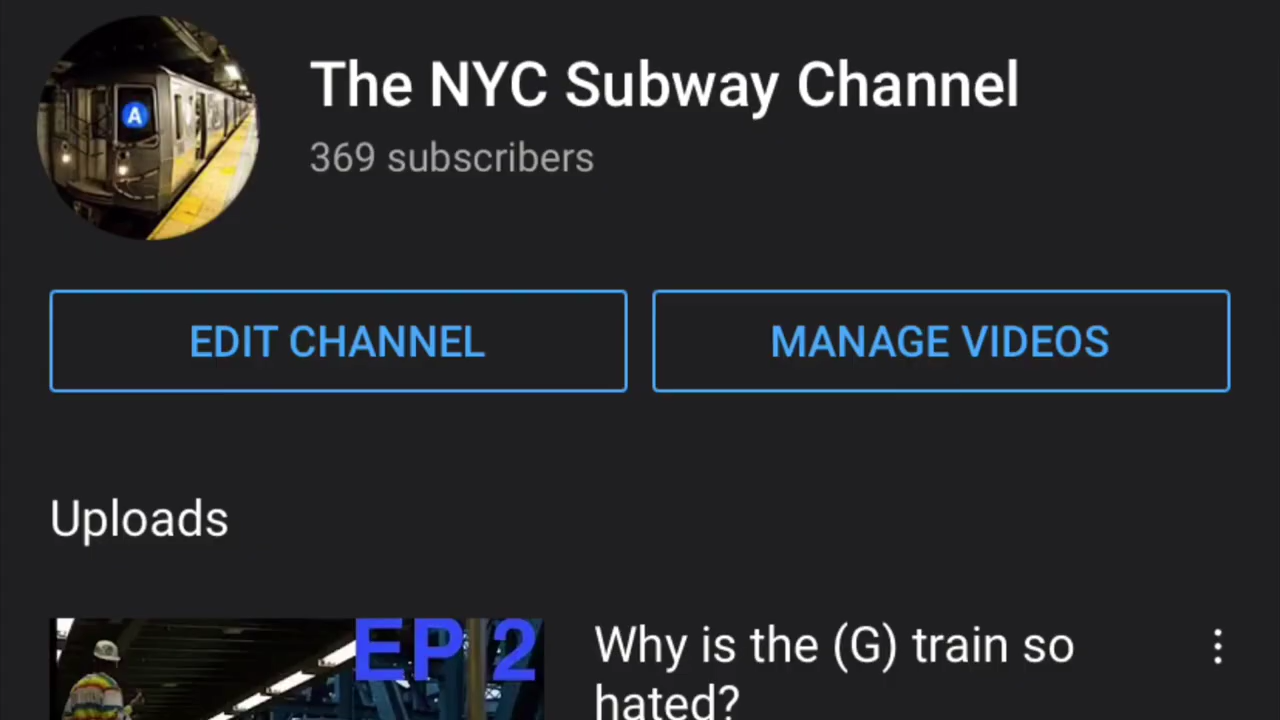 A
The NYC Subway Channel
369 subscribers
EDIT CHANNEL
MANAGE VIDEOS
Uploads
EP 2
Why is the (G) train so
hated?